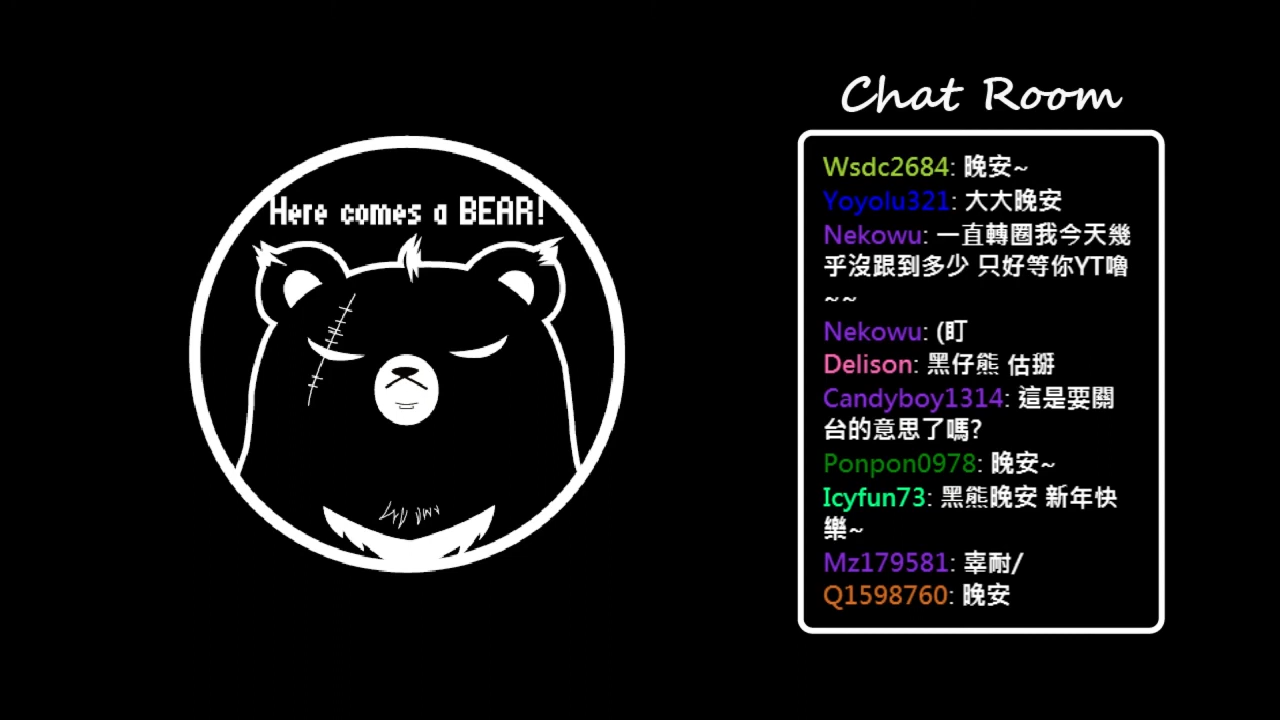 Here comes a BEAR!
Chat Room
Wsdc2684: 晚安~
Yoyolu321: 大大晚安
Nekowu: 一直轉圈我今天幾
乎沒跟到多少 只好等你YT嚕
~~
Nekowu: (盯
Delison: 黑仔熊 估掰
Candyboy1314: 這是要關
台的意思了嗎?
Ponpon0978: 晚安~
Icyfun73: 黑熊晚安 新年快
樂~
Mz179581: 辜耐/
Q1598760: 晚安